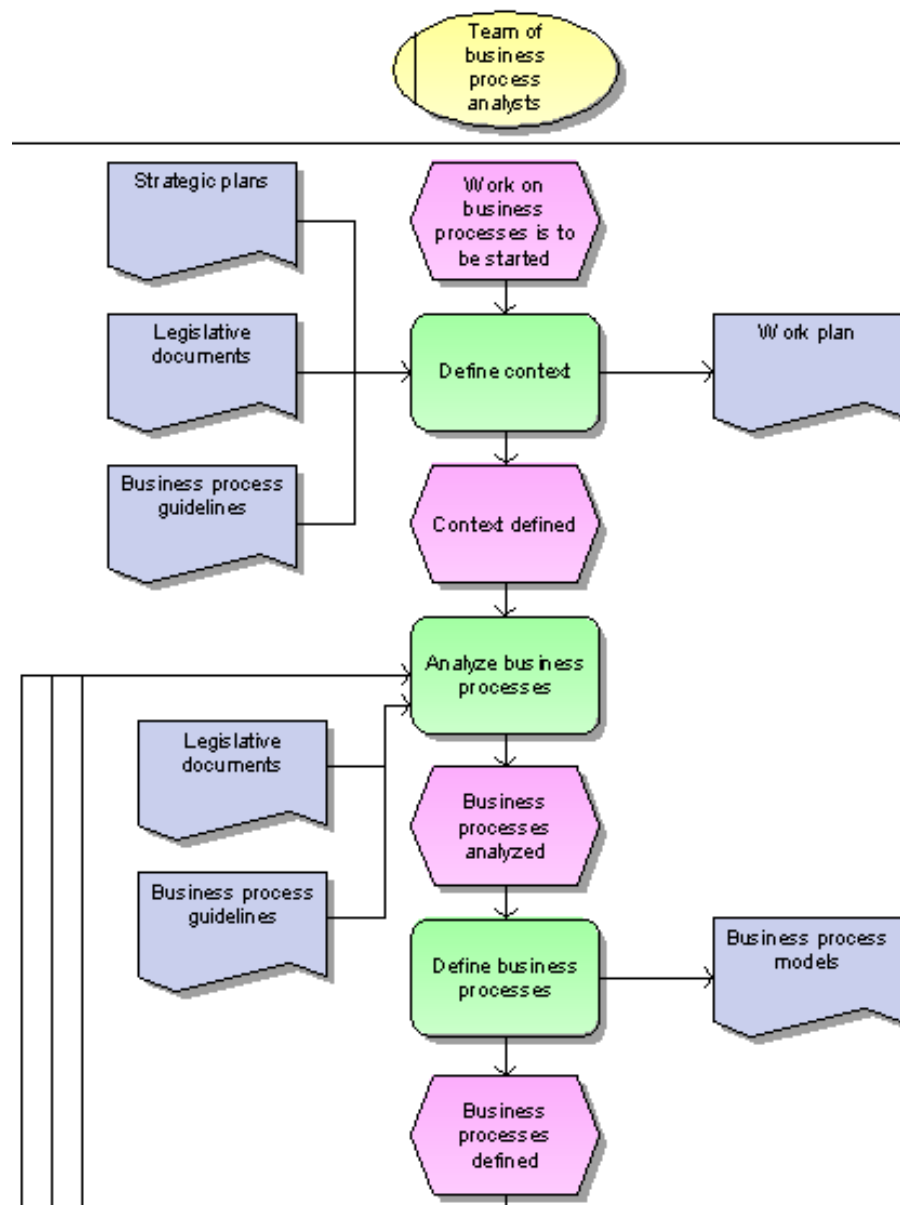 Team of
business
process
analysts
Strategic plans
Work on
business
processes is to
be started
Legislative
documents
Define context
Work plan
Business process
guidelines
Context defined
Analyze business
processes
Legislative
documents
Business
processes
analyzed
Business process
guidelines
Define business
processes
Business process
models
Business
processes
defined